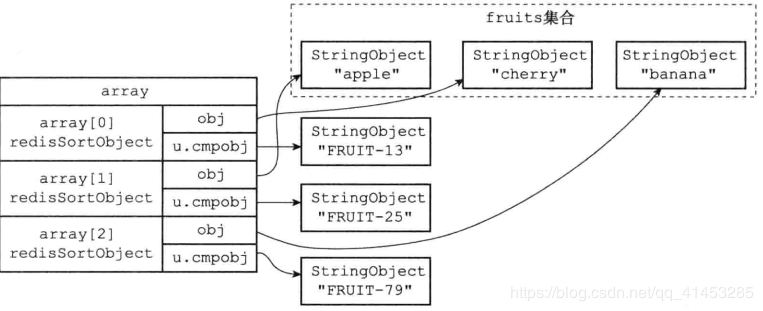 fruits集合
StringObject
"apple"
StringObject
"cherry"
StringObject
"banana"
array
array[0]
redisSortObject
obj
u.cmpobj
StringObject
"FRUIT-13"
array[1]
redisSortObject
obj
u.cmpobj
StringObject
"FRUIT-25"
array[2]
redisSortObject
obj
u.cmpobj
StringObject
"FRUIT-79"
https://blog.csdn.net/qq_41453285